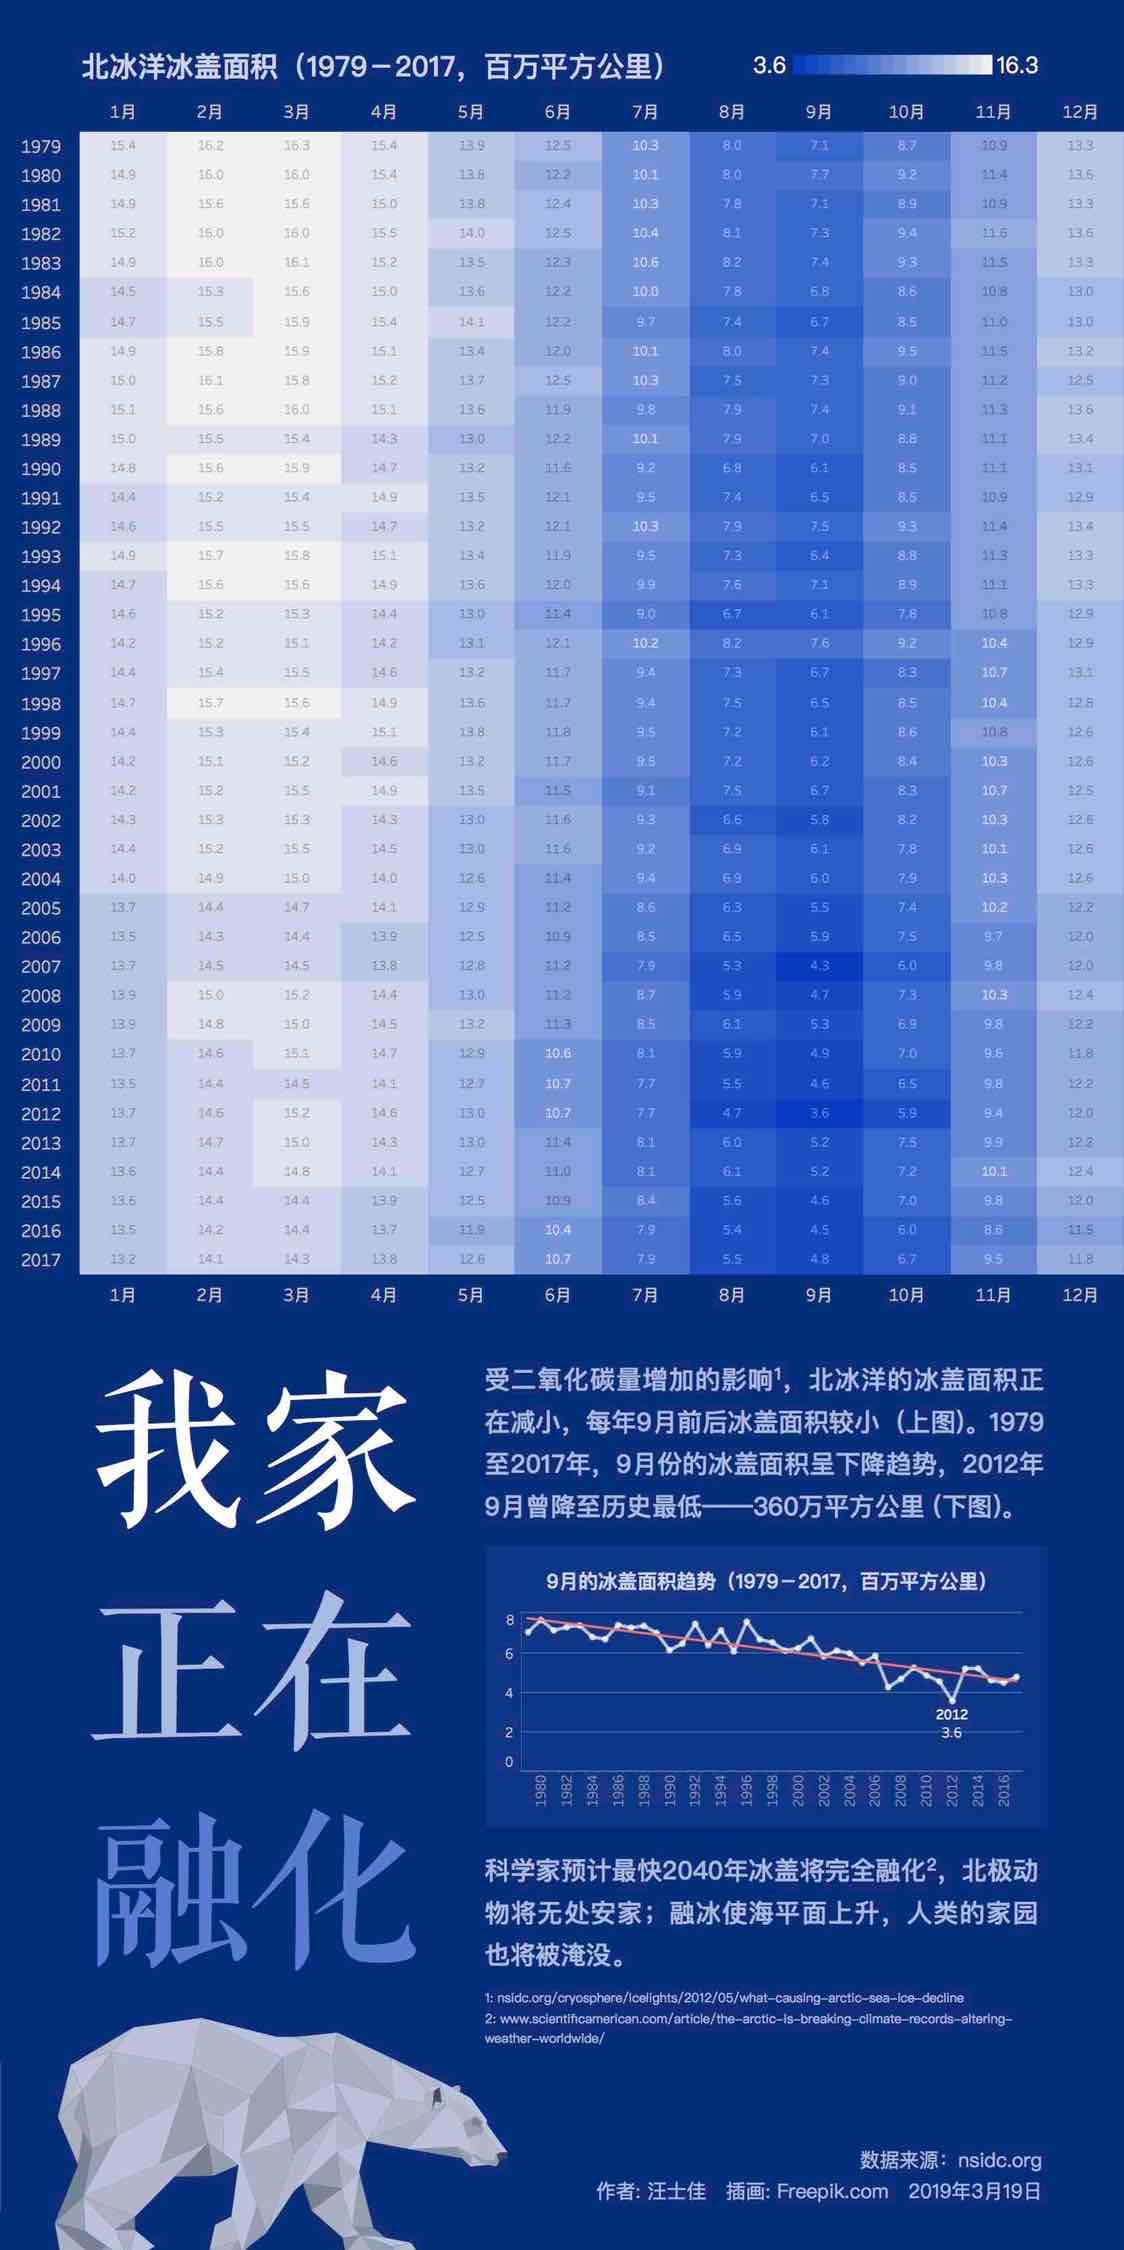 北冰洋冰盖面积（1979－2017，百万平方公里）
3.6 16.3
1月 2月 3月 4月 5月 6月 7月 8月 9月 10月 11月 12月
1979 15.4 16.2 16.3 15.4 13.9 12.5 10.3 8.0 7.1 8.7 10.9 13.3
1980 14.9 16.0 16.0 15.4 13.8 12.2 10.1 8.0 7.7 9.2 11.4 13.6
1981 14.9 15.6 15.6 15.0 13.8 12.4 10.3 7.8 7.1 8.9 10.9 13.3
1982 15.2 16.0 16.0 15.5 14.0 12.5 10.4 8.1 7.3 9.4 11.6 13.6
1983 14.9 16.0 16.1 15.2 13.5 12.3 10.6 8.2 7.4 9.3 11.5 13.3
1984 14.5 15.3 15.6 15.0 13.6 12.2 10.0 7.8 6.8 8.6 10.8 13.0
1985 14.7 15.5 15.9 15.4 14.1 12.2 9.7 7.4 6.7 8.5 11.0 13.0
1986 14.9 15.8 15.9 15.1 13.4 12.0 10.1 8.0 7.4 9.5 11.5 13.2
1987 15.0 16.1 15.8 15.2 13.7 12.5 10.3 7.5 7.3 9.0 11.2 12.5
1988 15.1 15.6 16.0 15.1 13.6 11.9 9.8 7.9 7.4 9.1 11.3 13.6
1989 15.0 15.5 15.4 14.3 13.0 12.2 10.1 7.9 7.0 8.8 11.1 13.4
1990 14.8 15.6 15.9 14.7 13.2 11.6 9.2 6.8 6.1 8.5 11.1 13.1
1991 14.4 15.2 15.4 14.9 13.5 12.1 9.5 7.4 6.5 8.5 10.9 12.9
1992 14.6 15.5 15.5 14.7 13.2 12.1 10.3 7.9 7.5 9.3 11.4 13.4
1993 14.9 15.7 15.8 15.1 13.4 11.9 9.5 7.3 6.4 8.8 11.3 13.3
1994 14.7 15.6 15.6 14.9 13.6 12.0 9.9 7.6 7.1 8.9 11.1 13.3
1995 14.6 15.2 15.3 14.4 13.0 11.4 9.0 6.7 6.1 7.8 10.8 12.9
1996 14.2 15.2 15.1 14.2 13.1 12.1 10.2 8.2 7.6 9.2 10.4 12.9
1997 14.4 15.4 15.5 14.6 13.2 11.7 9.4 7.3 6.7 8.3 10.7 13.1
1998 14.7 15.7 15.6 14.9 13.6 11.7 9.4 7.5 6.5 8.5 10.4 12.8
1999 14.4 15.3 15.4 15.1 13.8 11.8 9.5 7.2 6.1 8.6 10.8 12.6
2000 14.2 15.1 15.2 14.6 13.2 11.7 9.5 7.2 6.2 8.4 10.3 12.6
2001 14.2 15.2 15.5 14.9 13.5 11.5 9.1 7.5 6.7 8.3 10.7 12.5
2002 14.3 15.3 15.3 14.3 13.0 11.6 9.3 6.6 5.8 8.2 10.3 12.6
2003 14.4 15.2 15.5 14.5 13.0 11.6 9.2 6.9 6.1 7.8 10.1 12.6
2004 14.0 14.9 15.0 14.0 12.6 11.4 9.4 6.9 6.0 7.9 10.3 12.6
2005 13.7 14.4 14.7 14.1 12.9 11.2 8.6 6.3 5.5 7.4 10.2 12.2
2006 13.5 14.3 14.4 13.9 12.5 10.9 8.5 6.5 5.9 7.5 9.7 12.0
2007 13.7 14.5 14.5 13.8 12.8 11.2 7.9 5.3 4.3 6.0 9.8 12.0
2008 13.9 15.0 15.2 14.4 13.0 11.2 8.7 5.9 4.7 7.3 10.3 12.4
2009 13.9 14.8 15.0 14.5 13.2 11.3 8.5 6.1 5.3 6.9 9.8 12.2
2010 13.7 14.6 15.1 14.7 12.9 10.6 8.1 5.9 4.9 7.0 9.6 11.8
2011 13.5 14.4 14.5 14.1 12.7 10.7 7.7 5.5 4.6 6.5 9.8 12.2
2012 13.7 14.6 15.2 14.6 13.0 10.7 7.7 4.7 3.6 5.9 9.4 12.0
2013 13.7 14.7 15.0 14.3 13.0 11.4 8.1 6.0 5.2 7.5 9.9 12.2
2014 13.6 14.4 14.8 14.1 12.7 11.0 8.1 6.1 5.2 7.2 10.1 12.4
2015 13.6 14.4 14.4 13.9 12.5 10.9 8.4 5.6 4.6 7.0 9.8 12.0
2016 13.5 14.2 14.4 13.7 11.9 10.4 7.9 5.4 4.5 6.0 8.6 11.5
2017 13.2 14.1 14.3 13.8 12.6 10.7 7.9 5.5 4.8 6.7 9.5 11.8
1月 2月 3月 4月 5月 6月 7月 8月 9月 10月 11月 12月
我家
正在
融化
受二氧化碳量增加的影响¹，北冰洋的冰盖面积正
在减小，每年9月前后冰盖面积较小（上图）。1979
至2017年，9月份的冰盖面积呈下降趋势，2012年
9月曾降至历史最低——360万平方公里（下图）。
9月的冰盖面积趋势（1979－2017，百万平方公里）
8
6
4
2
0
2012
3.6
1980 1982 1984 1986 1988 1990 1992 1994 1996 1998 2000 2002 2004 2006 2008 2010 2012 2014 2016
科学家预计最快2040年冰盖将完全融化²，北极动
物将无处安家；融冰使海平面上升，人类的家园
也将被淹没。
1: nsidc.org/cryosphere/icelights/2012/05/what-causing-arctic-sea-ice-decline
2: www.scientificamerican.com/article/the-arctic-is-breaking-climate-records-altering-
weather-worldwide/
数据来源：nsidc.org
作者: 汪士佳 插画: Freepik.com 2019年3月19日